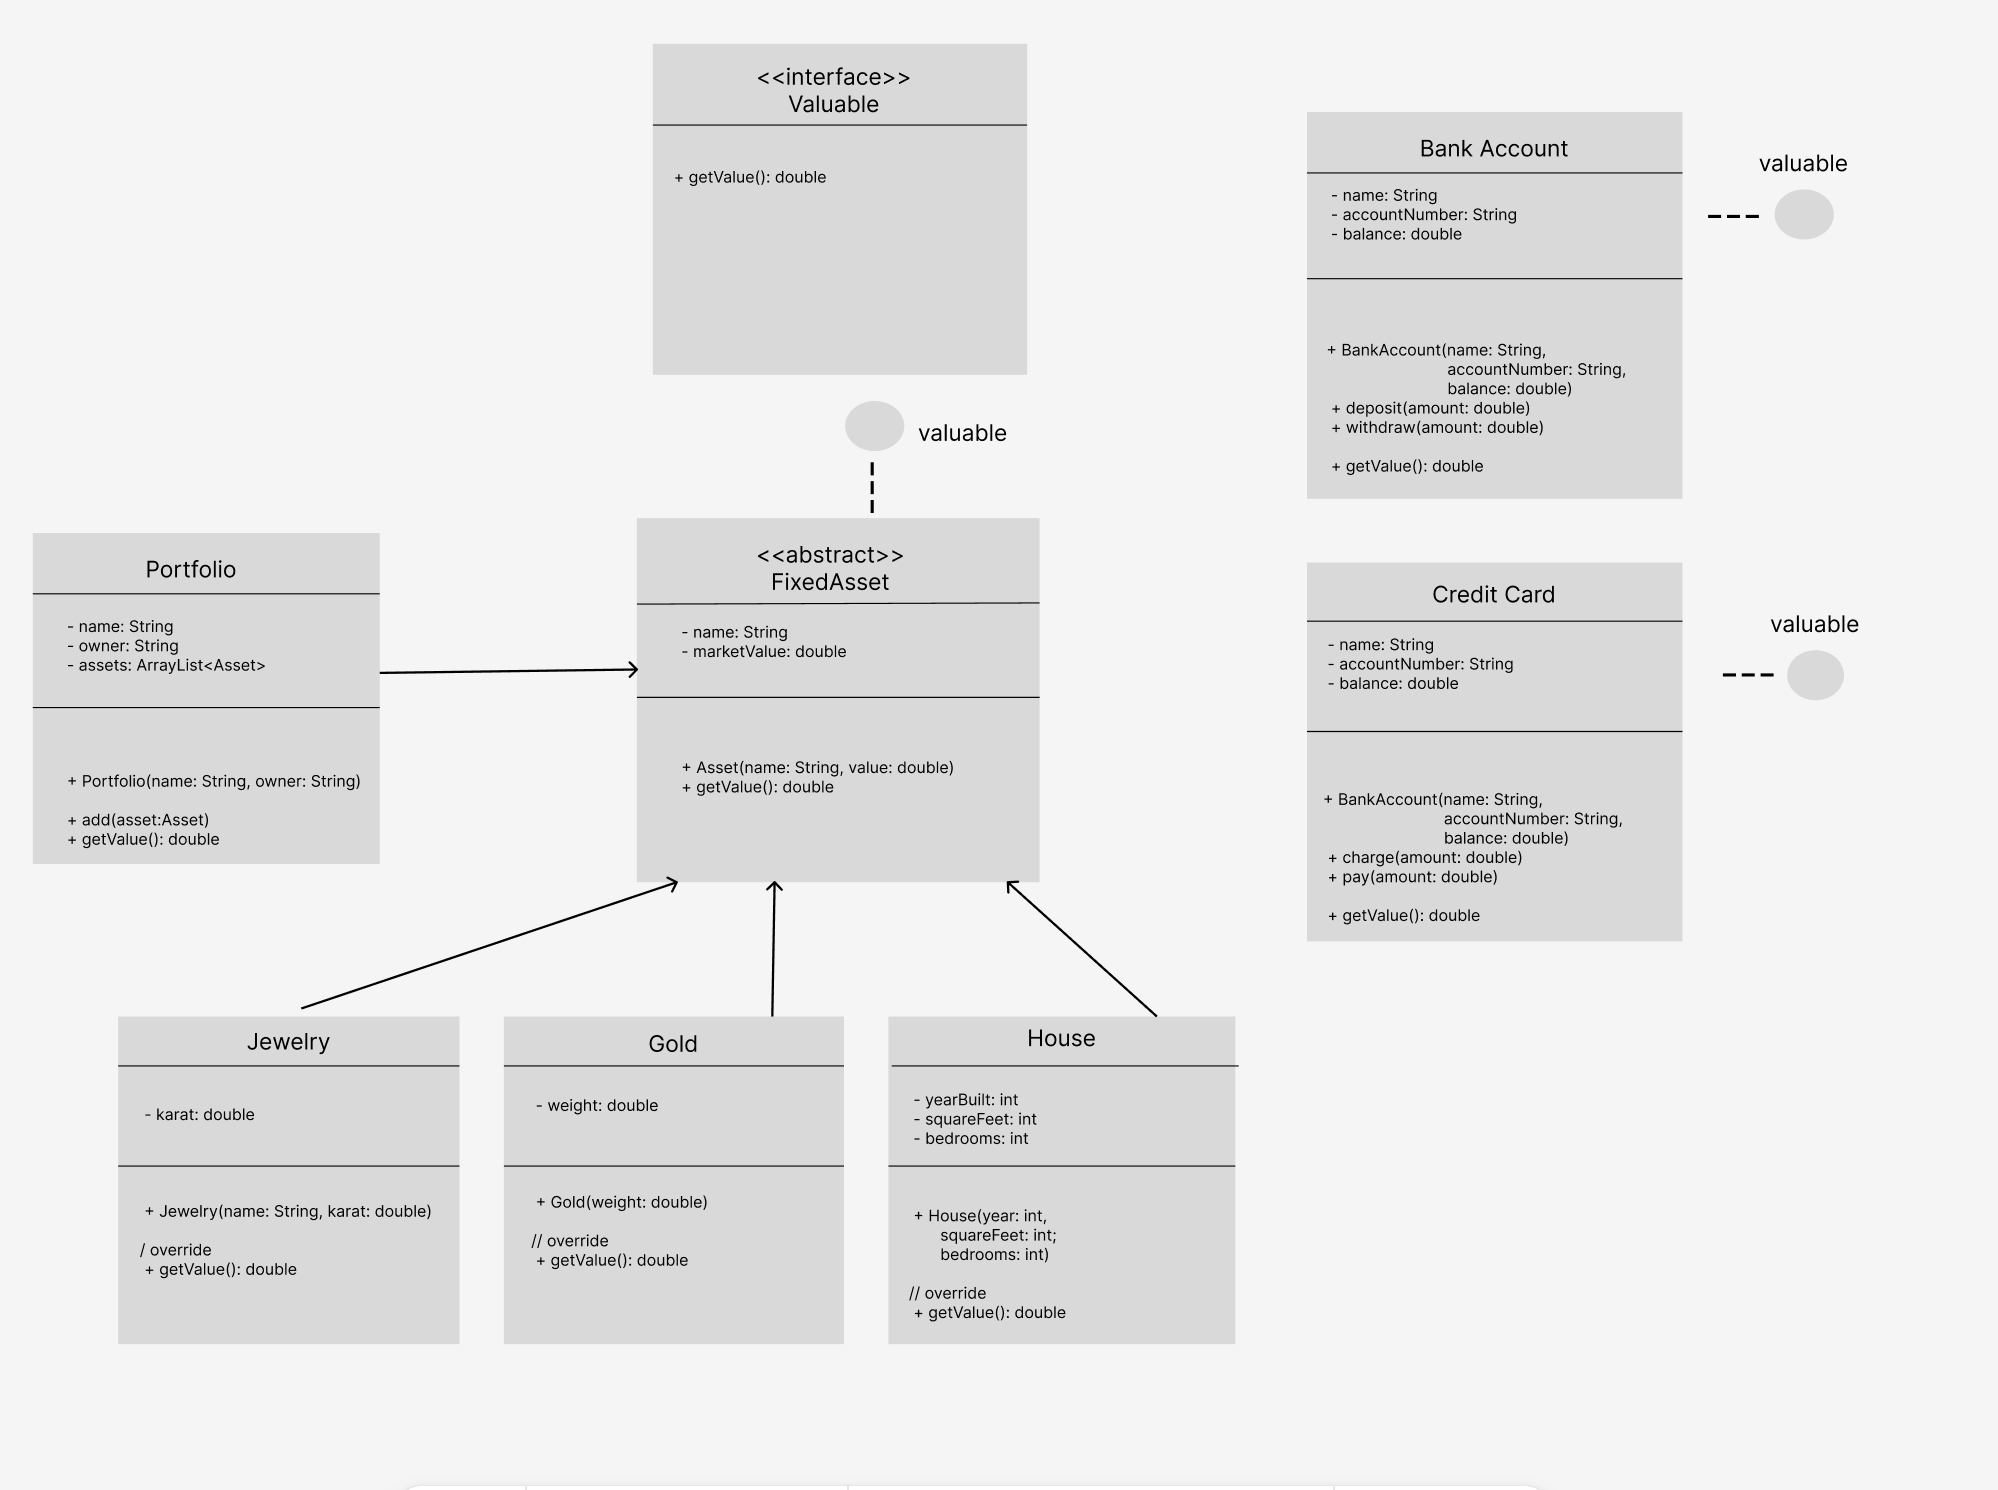 <<interface>>
Valuable
+ getValue(): double
valuable
Bank Account
- name: String
- accountNumber: String
- balance: double
+ BankAccount(name: String,
accountNumber: String,
balance: double)
+ deposit(amount: double)
+ withdraw(amount: double)
+ getValue(): double
valuable
Portfolio
- name: String
- owner: String
- assets: ArrayList<Asset>
+ Portfolio(name: String, owner: String)
+ add(asset:Asset)
+ getValue(): double
<<abstract>>
FixedAsset
- name: String
- marketValue: double
+ Asset(name: String, value: double)
+ getValue(): double
Credit Card
- name: String
- accountNumber: String
- balance: double
+ BankAccount(name: String,
accountNumber: String,
balance: double)
+ charge(amount: double)
+ pay(amount: double)
+ getValue(): double
valuable
Jewelry
- karat: double
+ Jewelry(name: String, karat: double)
/ override
+ getValue(): double
Gold
- weight: double
+ Gold(weight: double)
// override
+ getValue(): double
House
- yearBuilt: int
- squareFeet: int
- bedrooms: int
+ House(year: int,
squareFeet: int;
bedrooms: int)
// override
+ getValue(): double